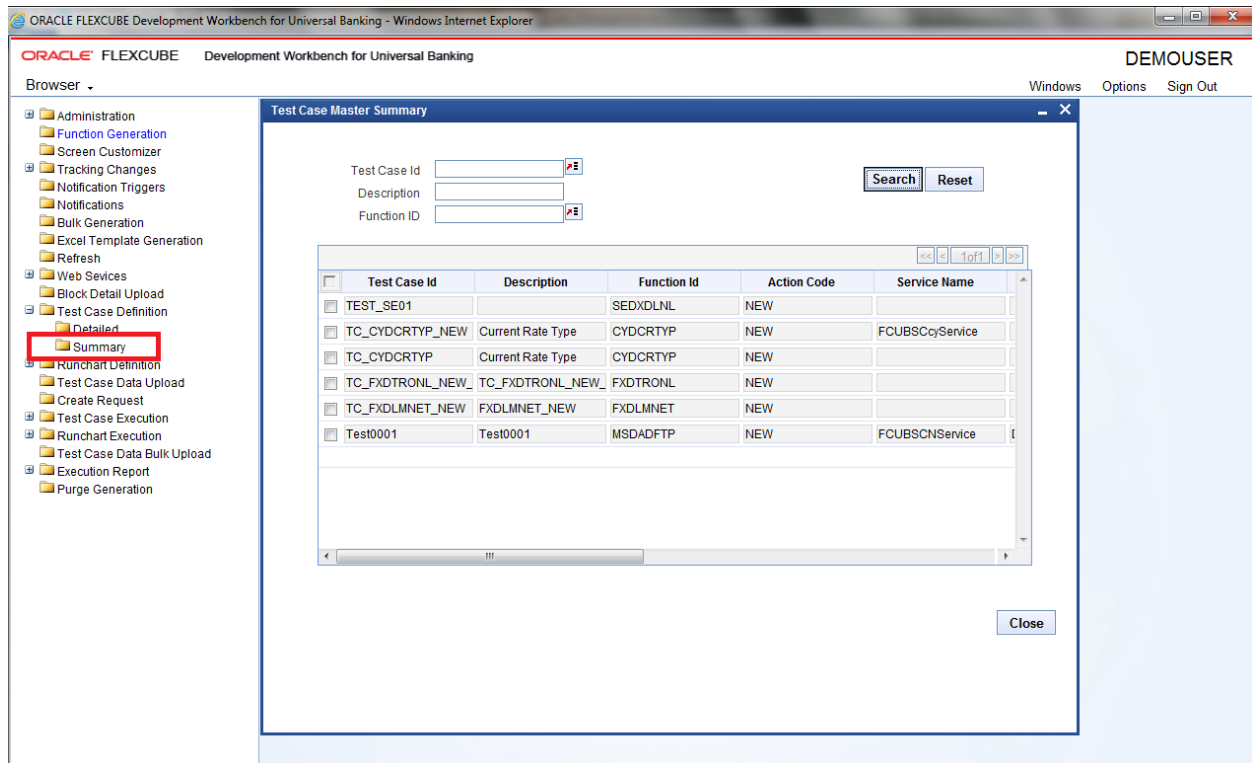 ORACLE FLEXCUBE Development Workbench for Universal Banking - Windows Internet Explorer
ORACLE FLEXCUBE Development Workbench for Universal Banking
DEMOUSER
Browser
Windows Options Sign Out
Administration
Function Generation
Screen Customizer
Tracking Changes
Notification Triggers
Notifications
Bulk Generation
Excel Template Generation
Refresh
Web Sevices
Block Detail Upload
Test Case Definition
Detailed
Summary
Runchart Definition
Test Case Data Upload
Create Request
Test Case Execution
Runchart Execution
Test Case Data Bulk Upload
Execution Report
Purge Generation
Test Case Master Summary
Test Case Id
Description
Function ID
Search Reset
<< < 1of1 > >>
Test Case Id Description Function Id Action Code Service Name
TEST_SE01 SEDXDLNL NEW
TC_CYDCRTYP_NEW Current Rate Type CYDCRTYP NEW FCUBSCcyService
TC_CYDCRTYP Current Rate Type CYDCRTYP NEW
TC_FXDTRONL_NEW_ TC_FXDTRONL_NEW_ FXDTRONL NEW
TC_FXDLMNET_NEW FXDLMNET_NEW FXDLMNET NEW
Test0001 Test0001 MSDADFTP NEW FCUBSCNService
Close